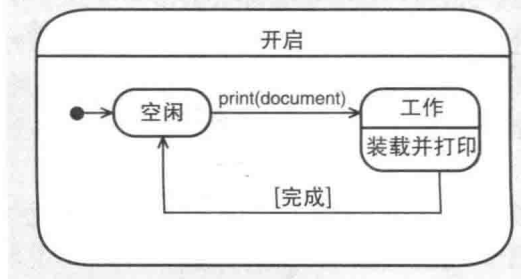 开启
空闲
print(document)
工作
装载并打印
[完成]